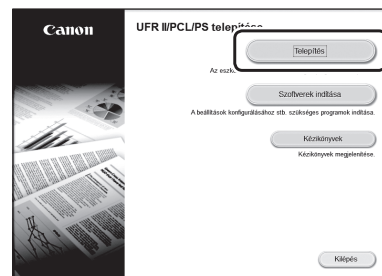 Canon
UFR II/PCL/PS telepítése
Telepítés
Az
Szoftverek indítása
A beállítások konfigurálásához stb. szükséges programok indítása.
Kézikönyvek
Kézikönyvek megjelenítése.
Kilépés